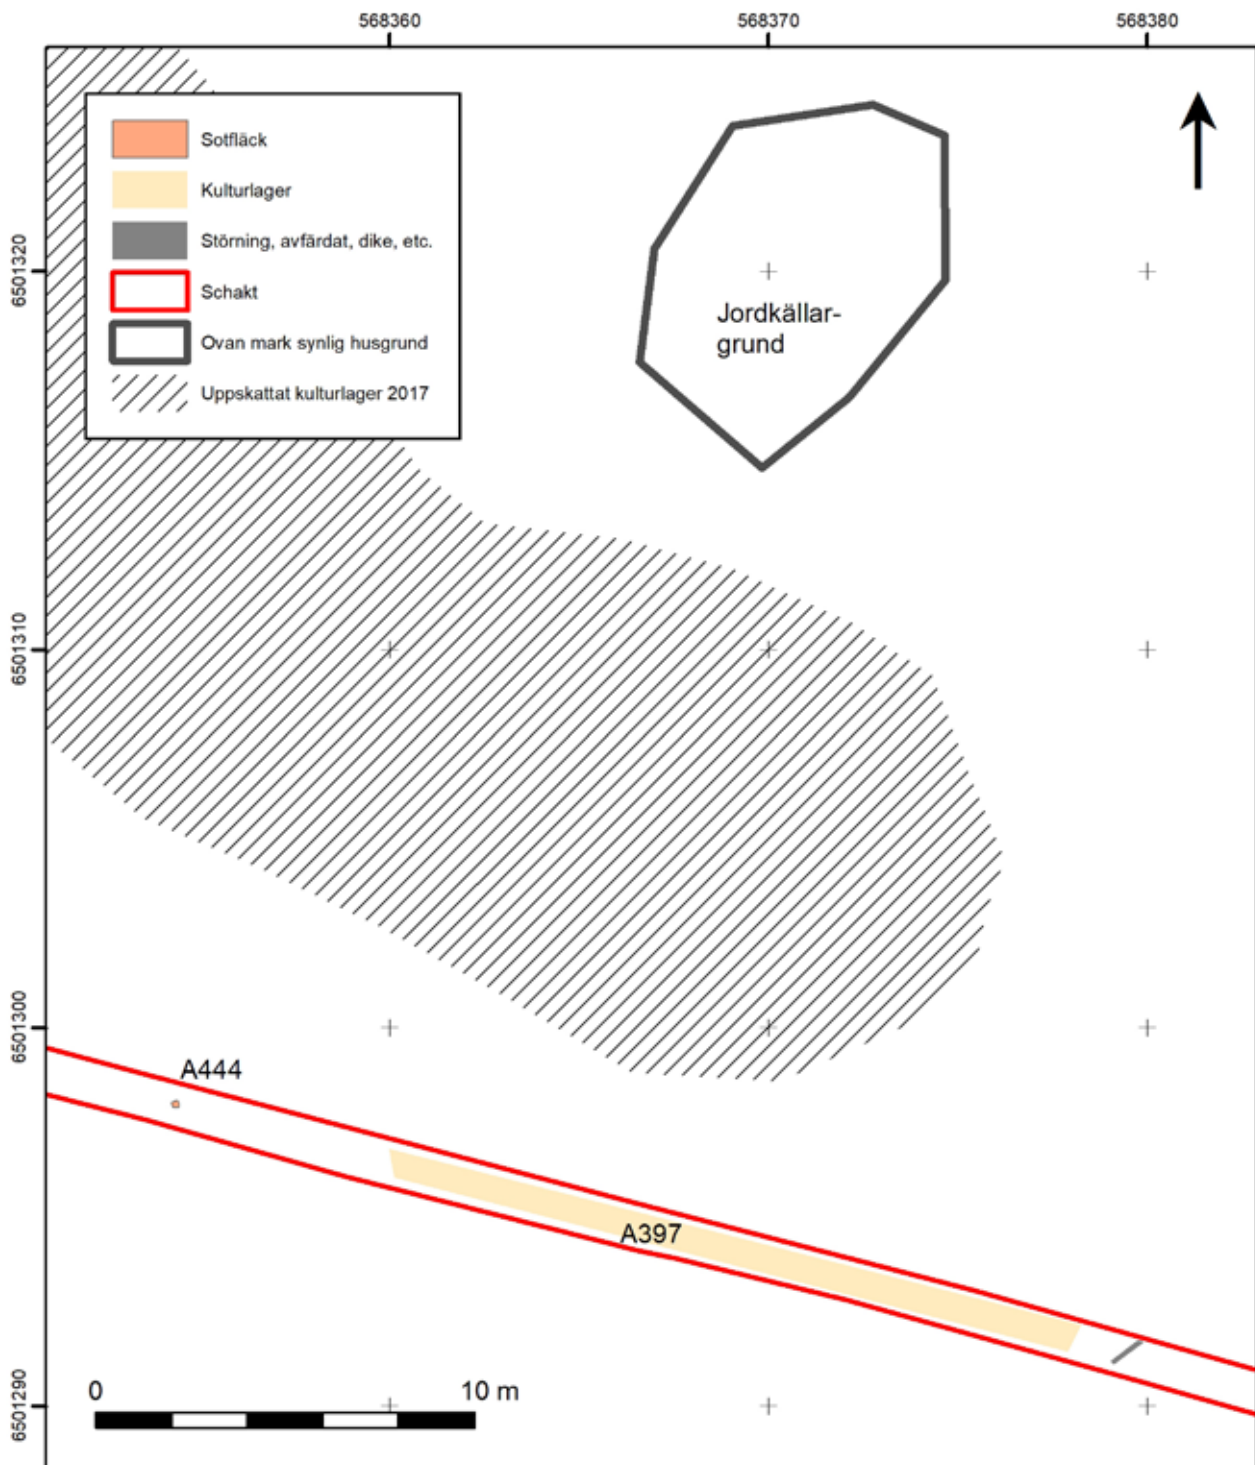 568360
568370
568380
Sotfläck
Kulturlager
Störning, avfärdat, dike, etc.
Schakt
Ovan mark synlig husgrund
Uppskattat kulturlager 2017
6501320
Jordkällar-
grund
6501310
6501300
A444
A397
6501290
0
10 m